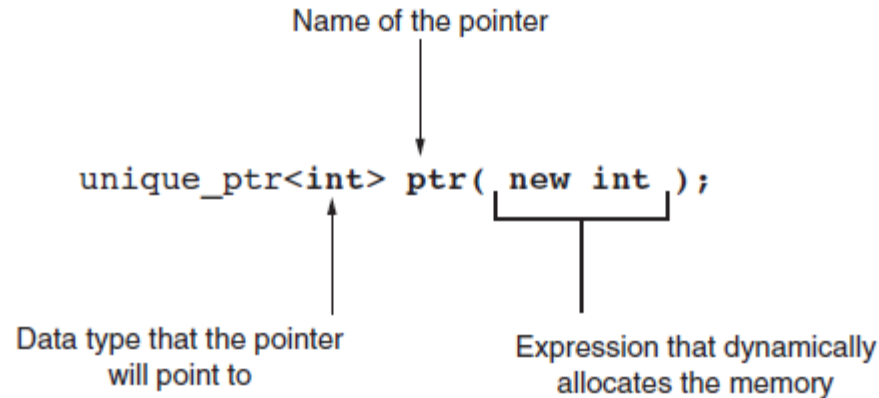 Name of the pointer
unique_ptr<int> ptr( new int );
Data type that the pointer
will point to
Expression that dynamically
allocates the memory